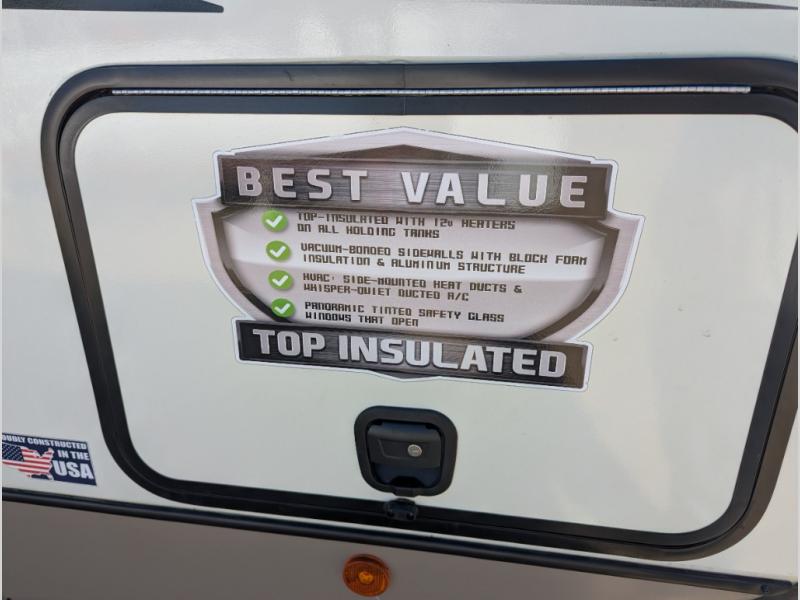 BEST VALUE
TOP-INSULATED WITH 12v HEATERS
ON ALL HOLDING TANKS
VACUUM-BONDED SIDEWALLS WITH BLOCK FOAM
INSULATION & ALUMINUM STRUCTURE
HVAC: SIDE-MOUNTED HEAT DUCTS &
WHISPER-QUIET DUCTED A/C
PANORAMIC TINTED SAFETY GLASS
WINDOWS THAT OPEN
TOP INSULATED
OUDLY CONSTRUCTED
IN THE
USA